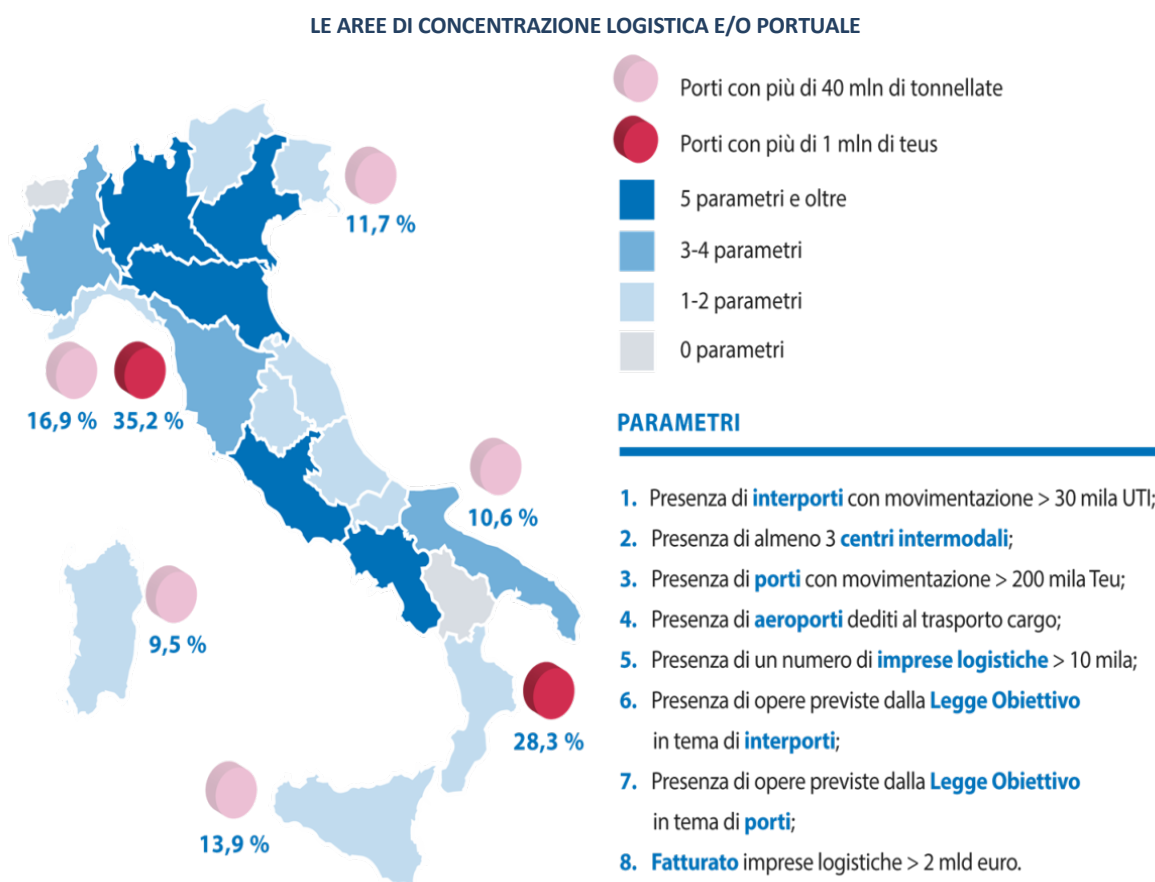 LE AREE DI CONCENTRAZIONE LOGISTICA E/O PORTUALE
Porti con più di 40 mln di tonnellate
Porti con più di 1 mln di teus
5 parametri e oltre
3-4 parametri
1-2 parametri
0 parametri
11,7 %
16,9 % 35,2 %
10,6 %
9,5 %
28,3 %
13,9 %
PARAMETRI
1. Presenza di interporti con movimentazione > 30 mila UTI;
2. Presenza di almeno 3 centri intermodali;
3. Presenza di porti con movimentazione > 200 mila Teu;
4. Presenza di aeroporti dediti al trasporto cargo;
5. Presenza di un numero di imprese logistiche > 10 mila;
6. Presenza di opere previste dalla Legge Obiettivo
in tema di interporti;
7. Presenza di opere previste dalla Legge Obiettivo
in tema di porti;
8. Fatturato imprese logistiche > 2 mld euro.